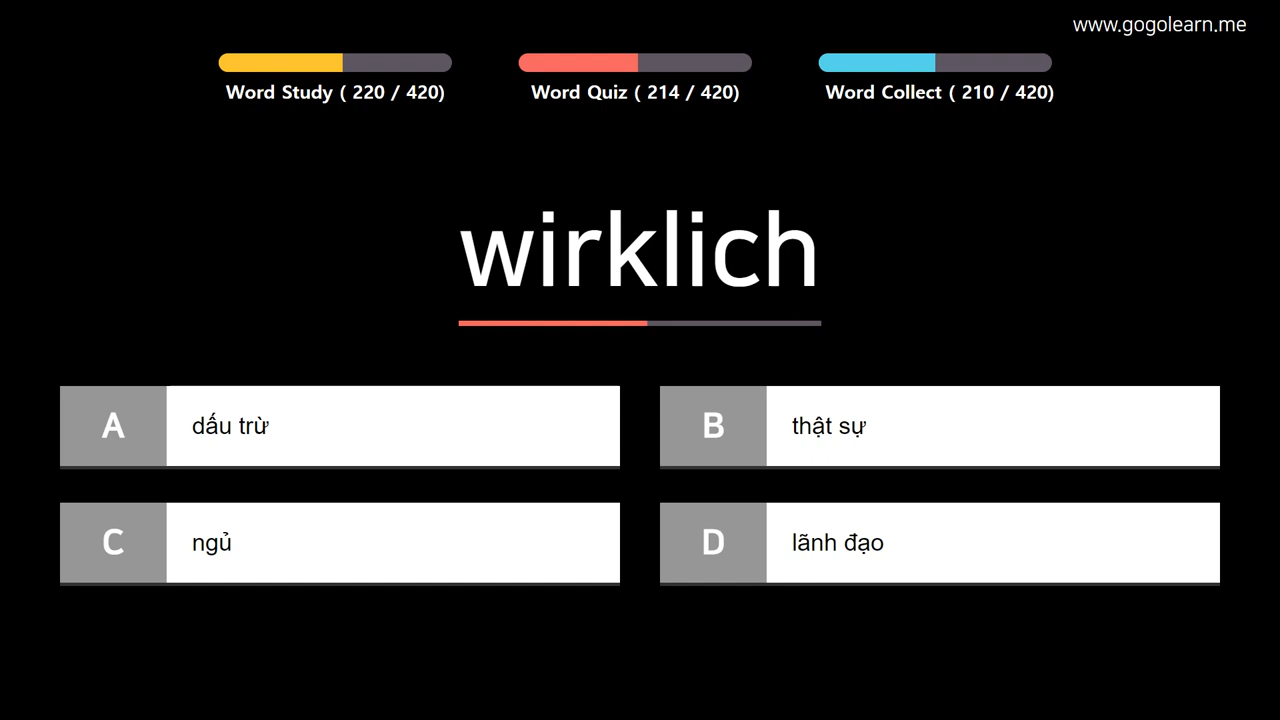 www.gogolearn.me
Word Study ( 220 / 420)
Word Quiz ( 214 / 420)
Word Collect ( 210 / 420)
wirklich
A dấu trừ
B thật sự
C ngủ
D lãnh đạo